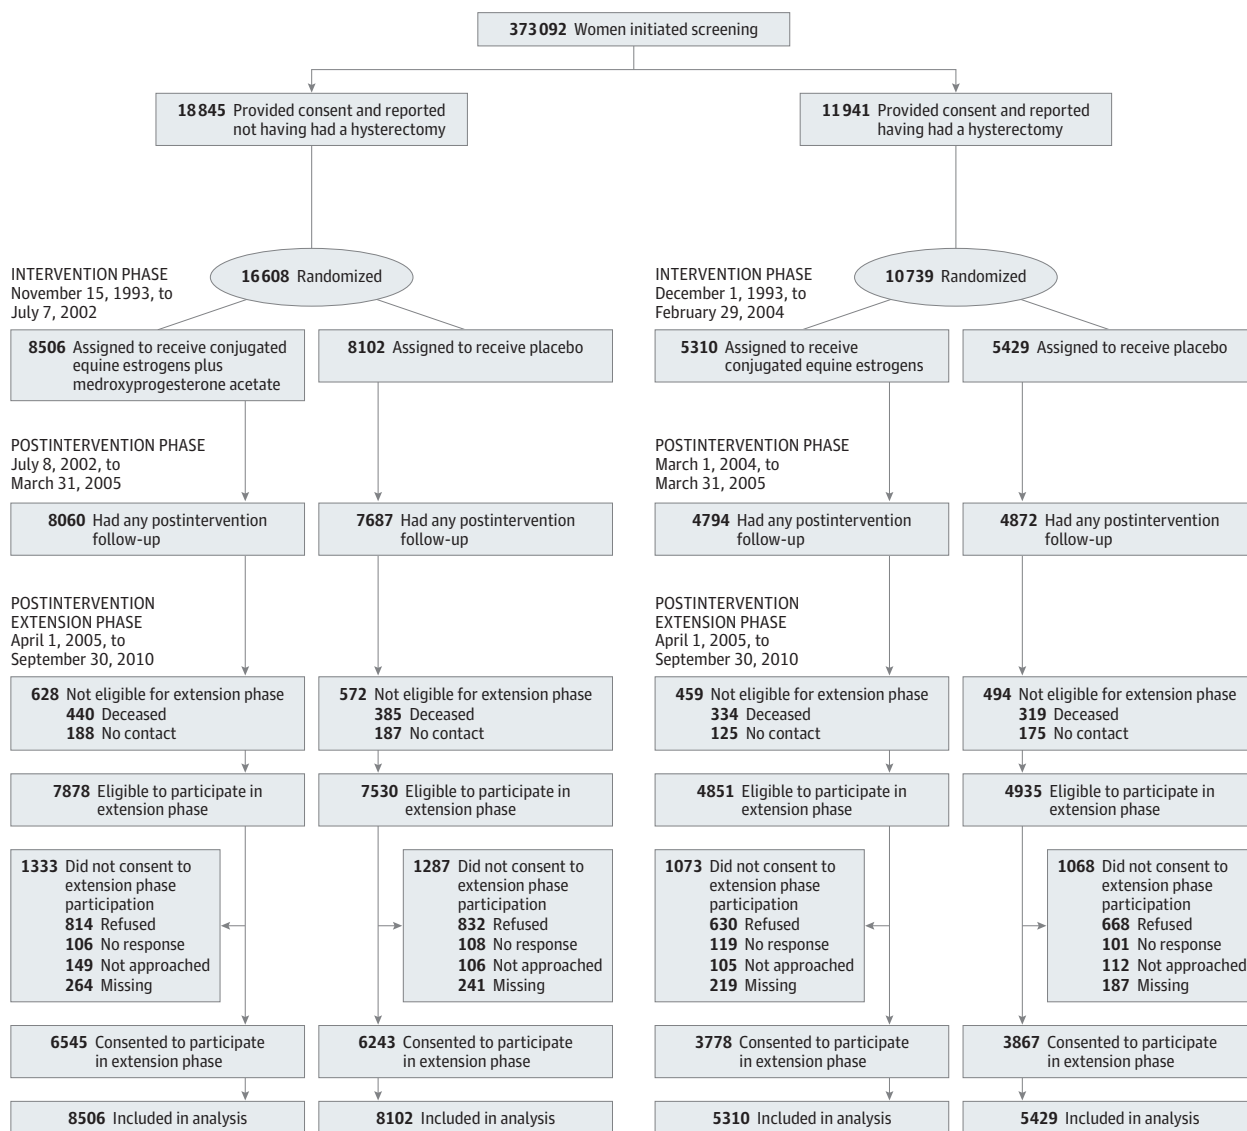 373092 Women initiated screening
18845 Provided consent and reported
not having had a hysterectomy
11941 Provided consent and reported
having had a hysterectomy
INTERVENTION PHASE
November 15, 1993, to
July 7, 2002
16608 Randomized
INTERVENTION PHASE
December 1, 1993, to
February 29, 2004
10739 Randomized
8506 Assigned to receive conjugated
equine estrogens plus
medroxyprogesterone acetate
8102 Assigned to receive placebo
5310 Assigned to receive
conjugated equine estrogens
5429 Assigned to receive placebo
POSTINTERVENTION PHASE
July 8, 2002, to
March 31, 2005
POSTINTERVENTION PHASE
March 1, 2004, to
March 31, 2005
8060 Had any postintervention
follow-up
7687 Had any postintervention
follow-up
4794 Had any postintervention
follow-up
4872 Had any postintervention
follow-up
POSTINTERVENTION
EXTENSION PHASE
April 1, 2005, to
September 30, 2010
POSTINTERVENTION
EXTENSION PHASE
April 1, 2005, to
September 30, 2010
628 Not eligible for extension phase
440 Deceased
188 No contact
572 Not eligible for extension phase
385 Deceased
187 No contact
459 Not eligible for extension phase
334 Deceased
125 No contact
494 Not eligible for extension phase
319 Deceased
175 No contact
7878 Eligible to participate in
extension phase
7530 Eligible to participate in
extension phase
4851 Eligible to participate in
extension phase
4935 Eligible to participate in
extension phase
1333 Did not consent to
extension phase
participation
814 Refused
106 No response
149 Not approached
264 Missing
1287 Did not consent to
extension phase
participation
832 Refused
108 No response
106 Not approached
241 Missing
1073 Did not consent to
extension phase
participation
630 Refused
119 No response
105 Not approached
219 Missing
1068 Did not consent to
extension phase
participation
668 Refused
101 No response
112 Not approached
187 Missing
6545 Consented to participate
in extension phase
6243 Consented to participate
in extension phase
3778 Consented to participate
in extension phase
3867 Consented to participate
in extension phase
8506 Included in analysis
8102 Included in analysis
5310 Included in analysis
5429 Included in analysis